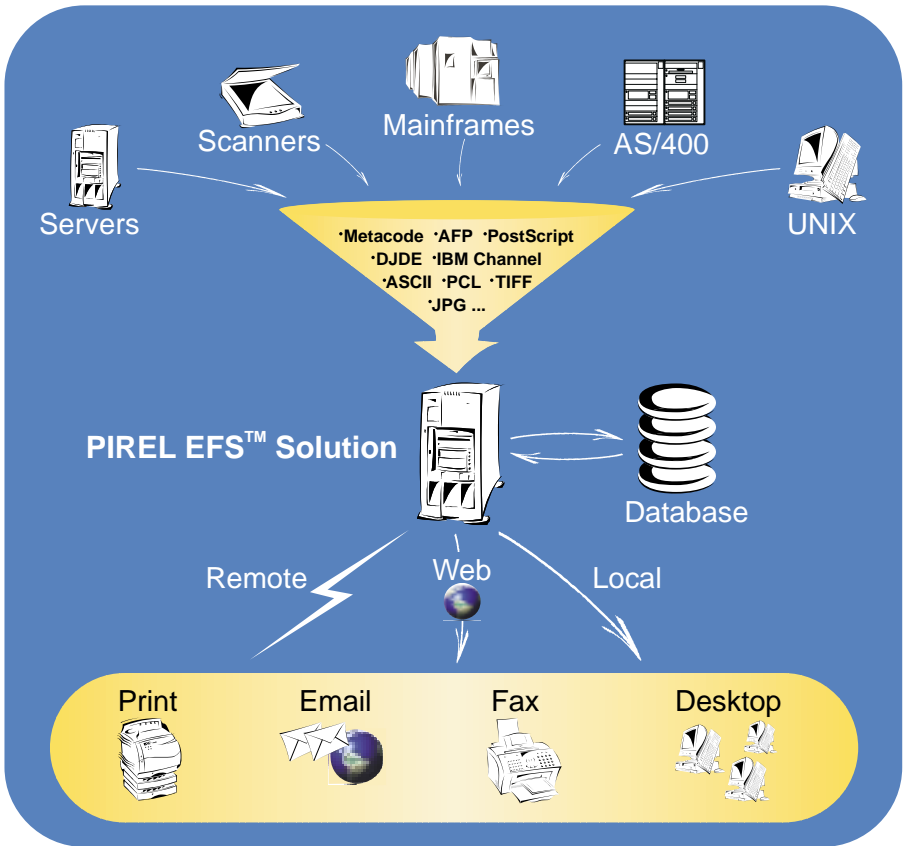 Mainframes
Scanners
AS/400
Servers
UNIX
·Metacode ·AFP ·PostScript
·DJDE ·IBM Channel
·ASCII ·PCL ·TIFF
·JPG ...
PIREL EFS™ Solution
Database
Remote
Web
Local
Print
Email
Fax
Desktop